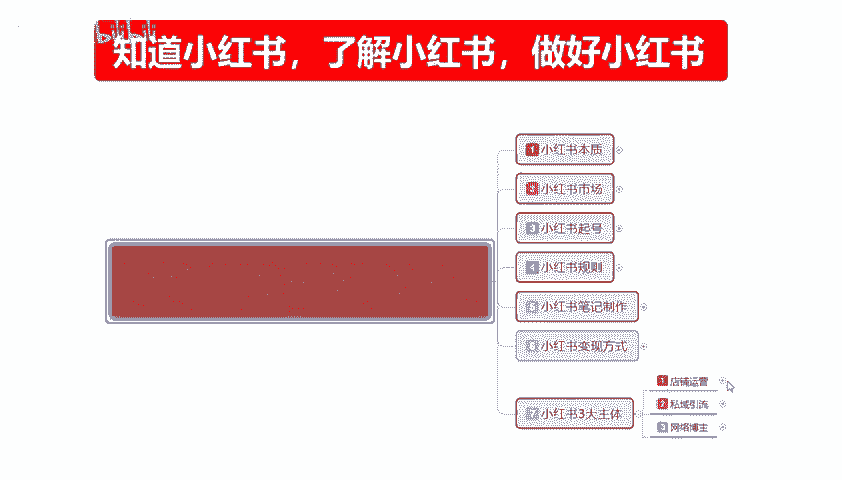 bilibili
知道小红书，了解小红书，做好小红书
1 小红书本质
2 小红书市场
3 小红书起号
4 小红书规则
5 小红书笔记制作
6 小红书变现方式
7 小红书3大主体
1 店铺运营
2 私域引流
3 网络博主